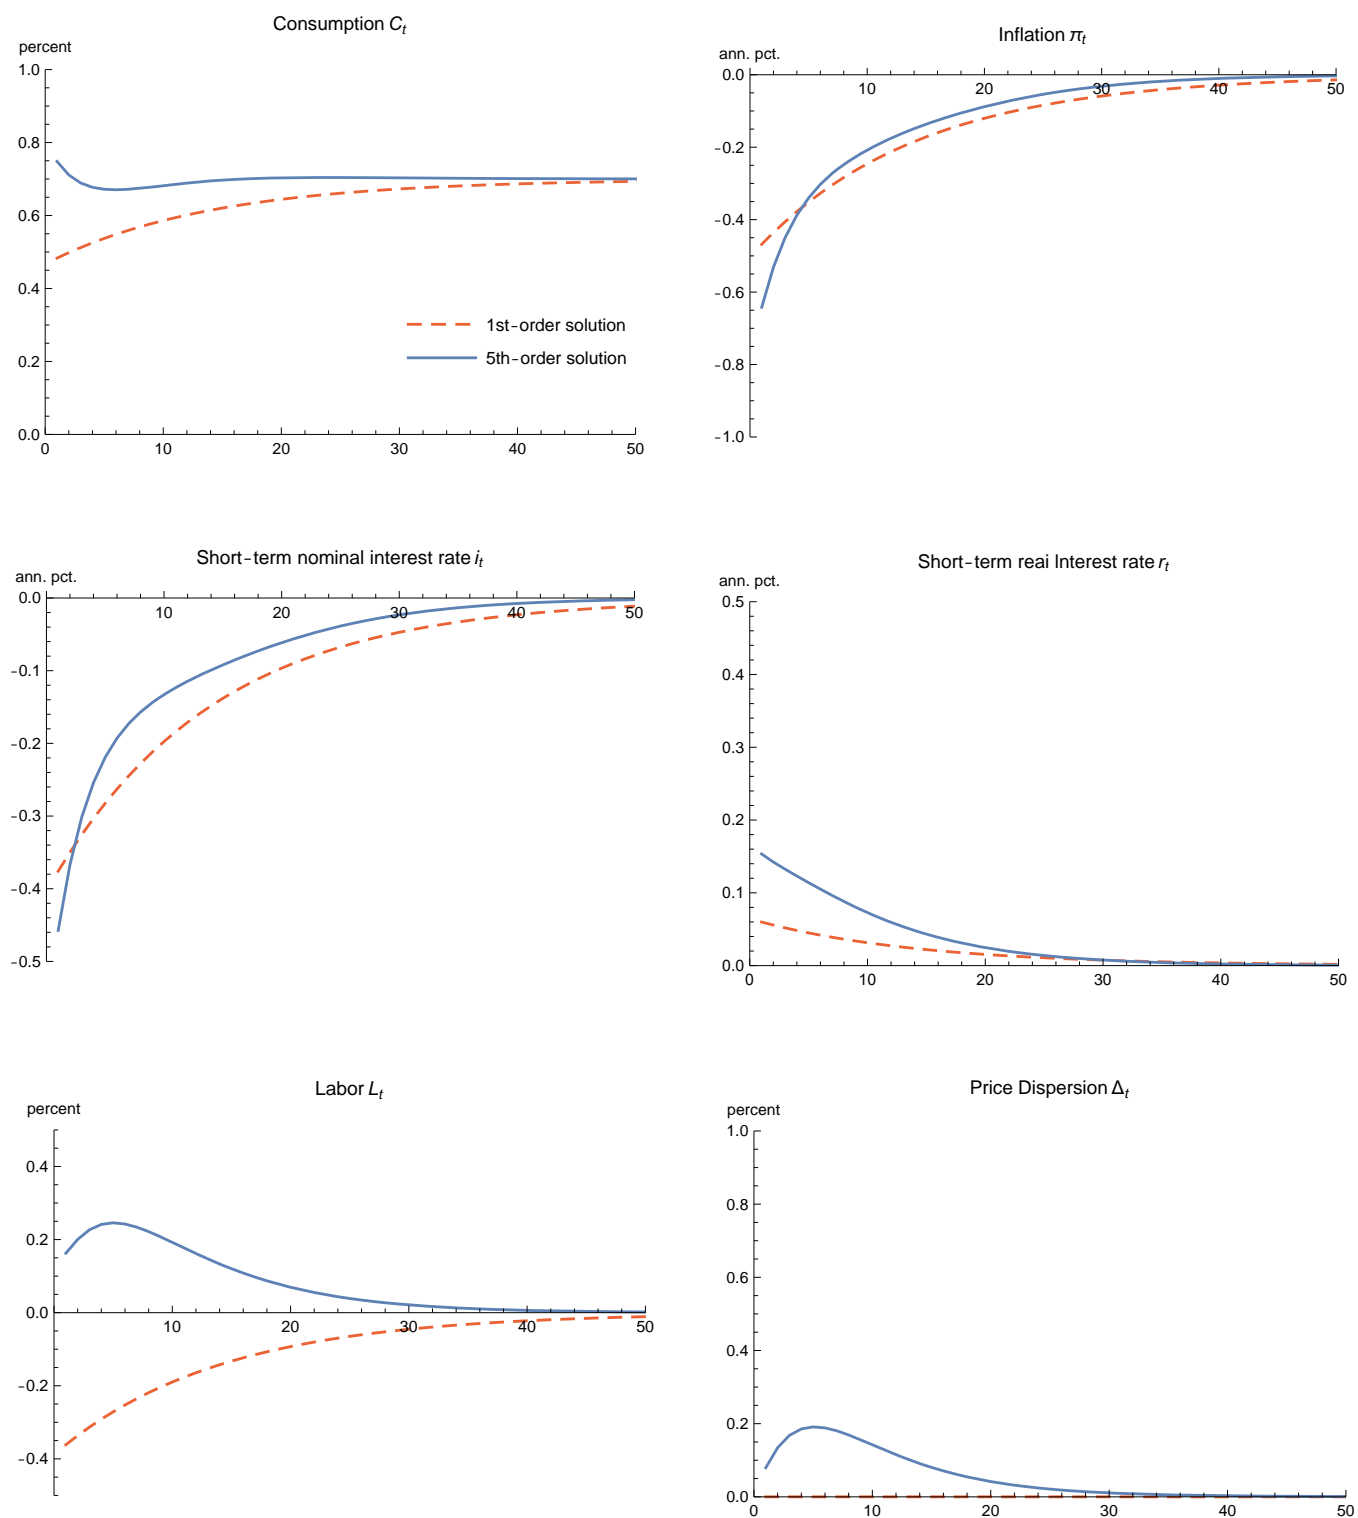 Consumption Cₜ
percent
1.0
0.8
0.6
0.4
0.2
0.0
0 10 20 30 40 50
1st-order solution
5th-order solution
Inflation πₜ
ann. pct.
0.0
-0.2
-0.4
-0.6
-0.8
-1.0
10 20 30 40 50
Short-term nominal interest rate iₜ
ann. pct.
0.0
-0.1
-0.2
-0.3
-0.4
-0.5
10 20 30 40 50
Short-term reai Interest rate rₜ
ann. pct.
0.5
0.4
0.3
0.2
0.1
0.0
0 10 20 30 40 50
Labor Lₜ
percent
0.4
0.2
0.0
-0.2
-0.4
10 20 30 40 50
Price Dispersion Δₜ
percent
1.0
0.8
0.6
0.4
0.2
0.0
0 10 20 30 40 50